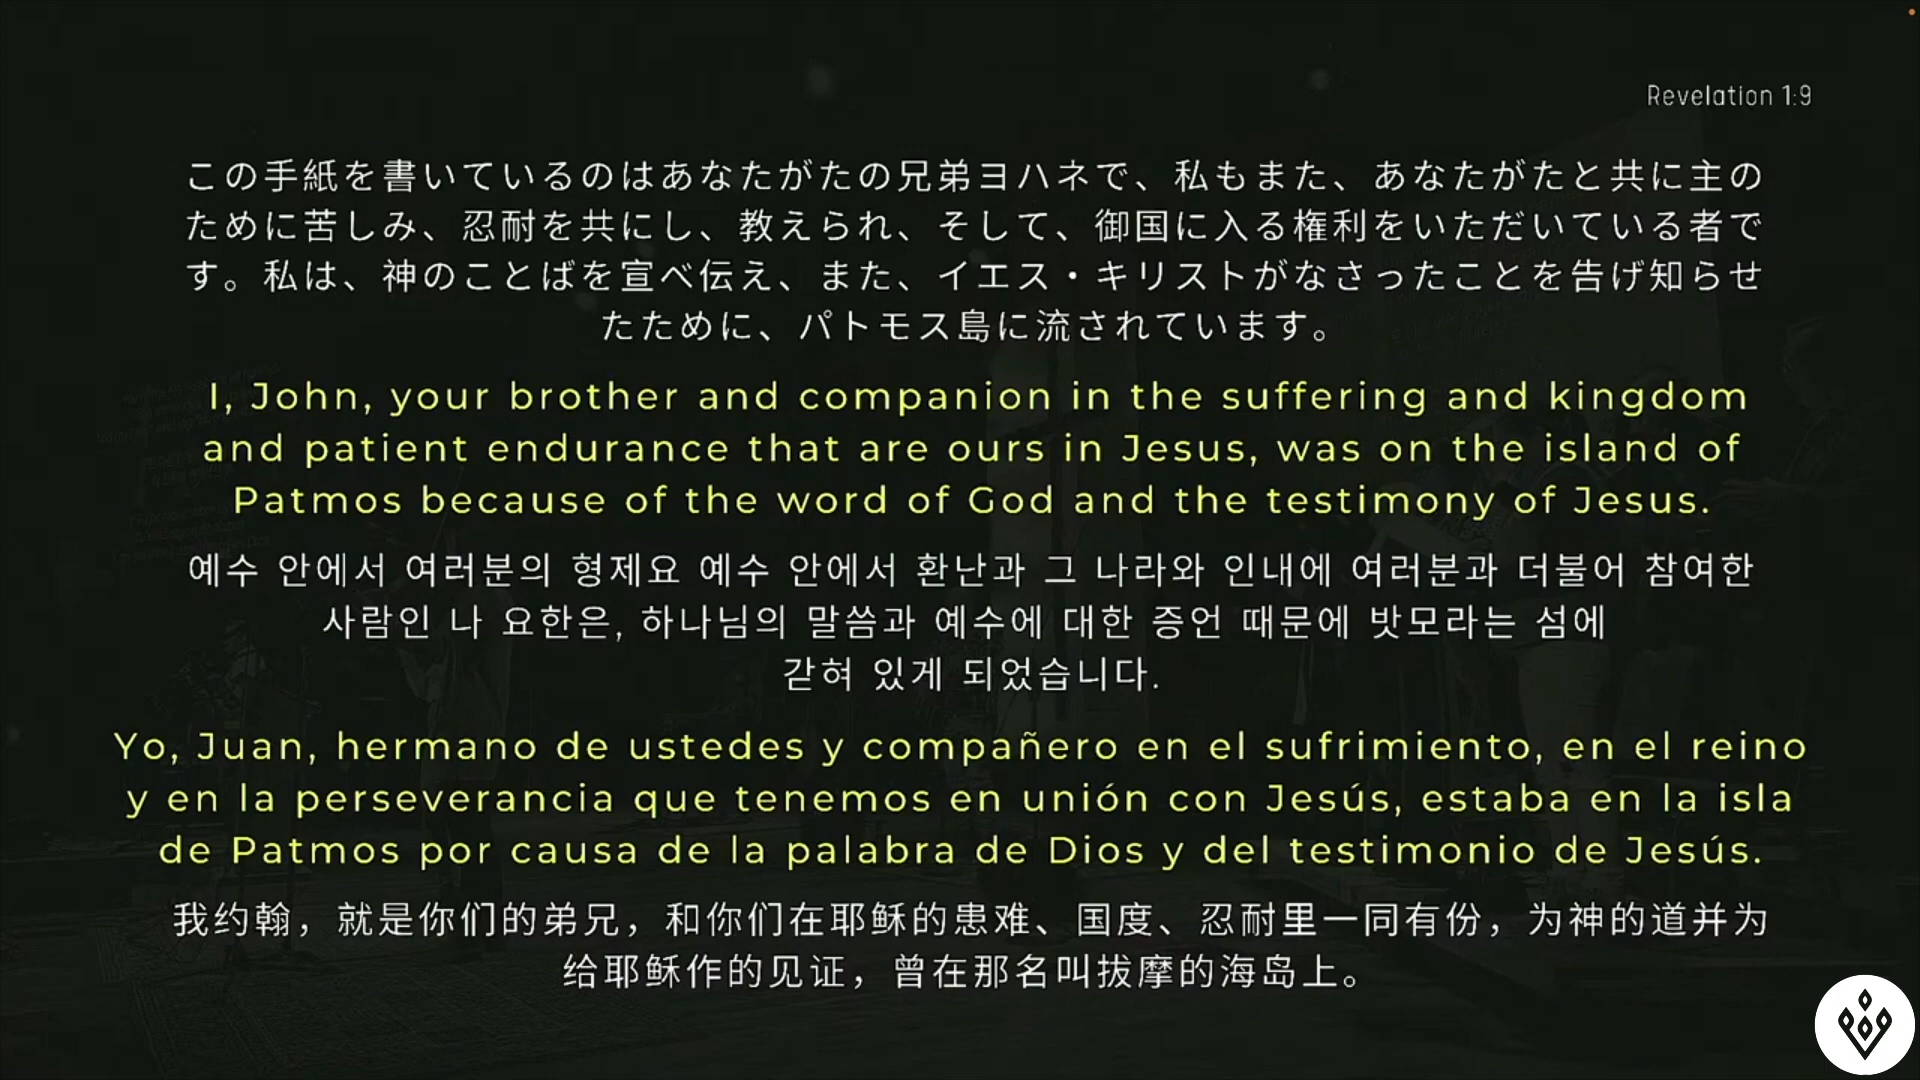 Revelation 1:9
この手紙を書いているのはあなたがたの兄弟ヨハネで、私もまた、あなたがたと共に主の
ために苦しみ、忍耐を共にし、教えられ、そして、御国に入る権利をいただいている者で
す。私は、神のことばを宣べ伝え、また、イエス・キリストがなさったことを告げ知らせ
たために、パトモス島に流されています。
I, John, your brother and companion in the suffering and kingdom
and patient endurance that are ours in Jesus, was on the island of
Patmos because of the word of God and the testimony of Jesus.
예수 안에서 여러분의 형제요 예수 안에서 환난과 그 나라와 인내에 여러분과 더불어 참여한
사람인 나 요한은, 하나님의 말씀과 예수에 대한 증언 때문에 밧모라는 섬에
갇혀 있게 되었습니다.
Yo, Juan, hermano de ustedes y compañero en el sufrimiento, en el reino
y en la perseverancia que tenemos en unión con Jesús, estaba en la isla
de Patmos por causa de la palabra de Dios y del testimonio de Jesús.
我约翰，就是你们的弟兄，和你们在耶稣的患难、国度、忍耐里一同有份，为神的道并为
给耶稣作的见证，曾在那名叫拔摩的海岛上。